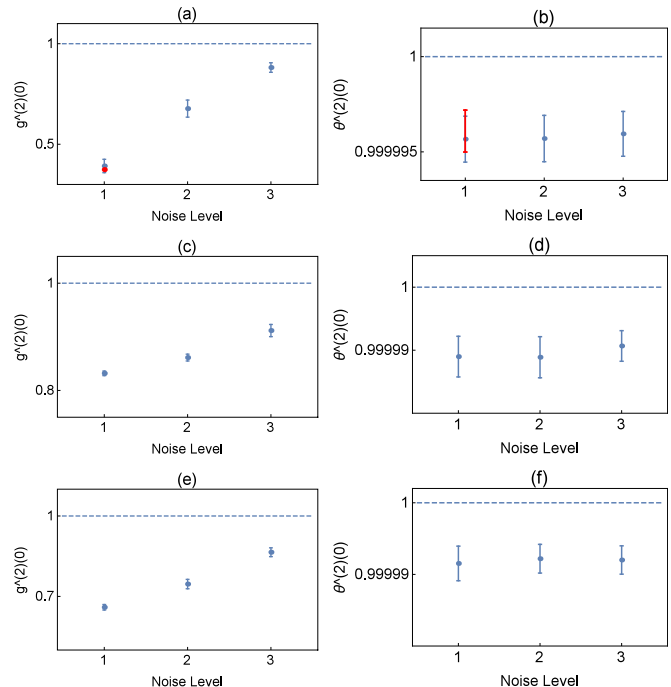 (a)
1
0.5
g^(2)(0)
1 2 3
Noise Level
(b)
1
0.999995
θ^(2)(0)
1 2 3
Noise Level
(c)
1
0.8
g^(2)(0)
1 2 3
Noise Level
(d)
1
0.99999
θ^(2)(0)
1 2 3
Noise Level
(e)
1
0.7
g^(2)(0)
1 2 3
Noise Level
(f)
1
0.99999
θ^(2)(0)
1 2 3
Noise Level